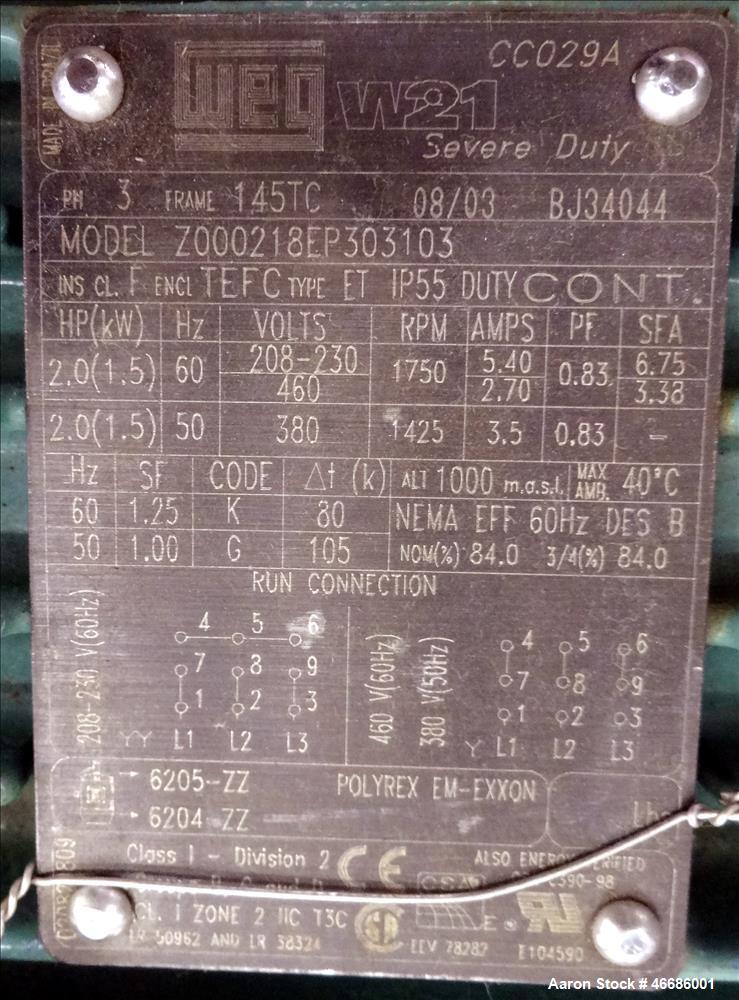 CC029A
weg W21
Severe Duty
PH 3 FRAME 145TC 08/03 BJ34044
MODEL Z000218EP303103
INS CL. F ENCL TEFC TYPE ET IP55 DUTY CONT.
HP(kW) Hz VOLTS RPM AMPS PF SFA
2.0(1.5) 60 208-230 460 1750 5.40 2.70 0.83 6.75 3.38
2.0(1.5) 50 380 1425 3.5 0.83 -
Hz SF CODE Δt (k) ALT 1000 m.a.s.l. MAX AMB. 40°C
60 1.25 K 80 NEMA EFF 60Hz DES B
50 1.00 G 105 NOM(%) 84.0 3/4(%) 84.0
RUN CONNECTION
208-230 V(60Hz)
4 5 6
7 8 9
1 2 3
YY L1 L2 L3
460 V(60Hz)
380 V(50Hz)
4 5 6
7 8 9
1 2 3
Y L1 L2 L3
6205-ZZ POLYREX EM-EXXON
6204-ZZ
Class I - Division 2 CE ALSO ENERGY VERIFIED
CL. I ZONE 2 IIC T3C
LR 50962 AND LR 38324 EEV 78282 E104590
Aaron Stock # 46686001